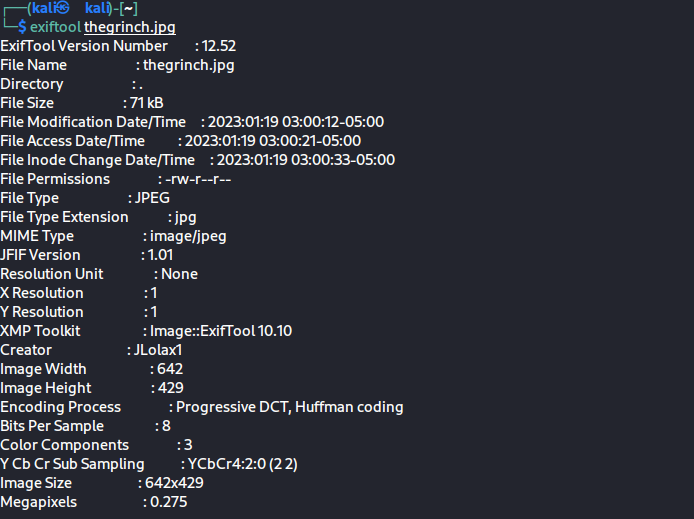 ┌──(kali㉿ kali)-[~]
└─$ exiftool thegrinch.jpg
ExifTool Version Number : 12.52
File Name : thegrinch.jpg
Directory : .
File Size : 71 kB
File Modification Date/Time : 2023:01:19 03:00:12-05:00
File Access Date/Time : 2023:01:19 03:00:21-05:00
File Inode Change Date/Time : 2023:01:19 03:00:33-05:00
File Permissions : -rw-r--r--
File Type : JPEG
File Type Extension : jpg
MIME Type : image/jpeg
JFIF Version : 1.01
Resolution Unit : None
X Resolution : 1
Y Resolution : 1
XMP Toolkit : Image::ExifTool 10.10
Creator : JLolax1
Image Width : 642
Image Height : 429
Encoding Process : Progressive DCT, Huffman coding
Bits Per Sample : 8
Color Components : 3
Y Cb Cr Sub Sampling : YCbCr4:2:0 (2 2)
Image Size : 642x429
Megapixels : 0.275